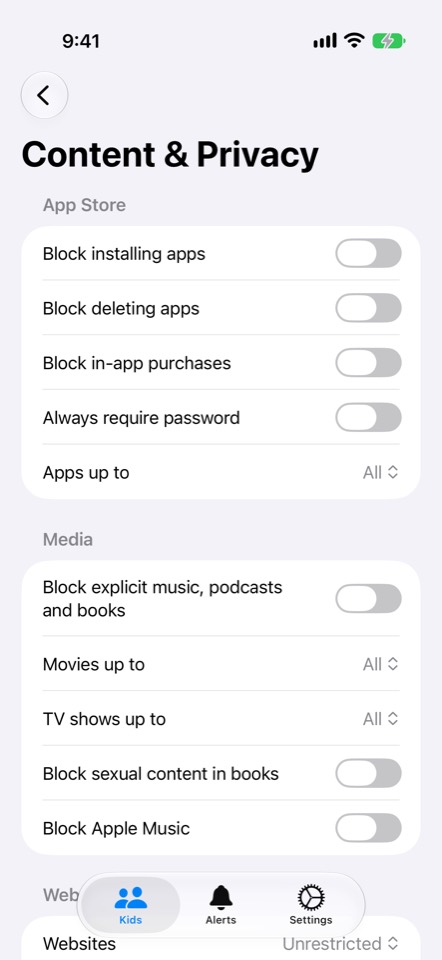 9:41
Content & Privacy
App Store
Block installing apps
Block deleting apps
Block in-app purchases
Always require password
Apps up to All
Media
Block explicit music, podcasts
and books
Movies up to All
TV shows up to All
Block sexual content in books
Block Apple Music
Web
Kids Alerts Settings
Websites Unrestricted